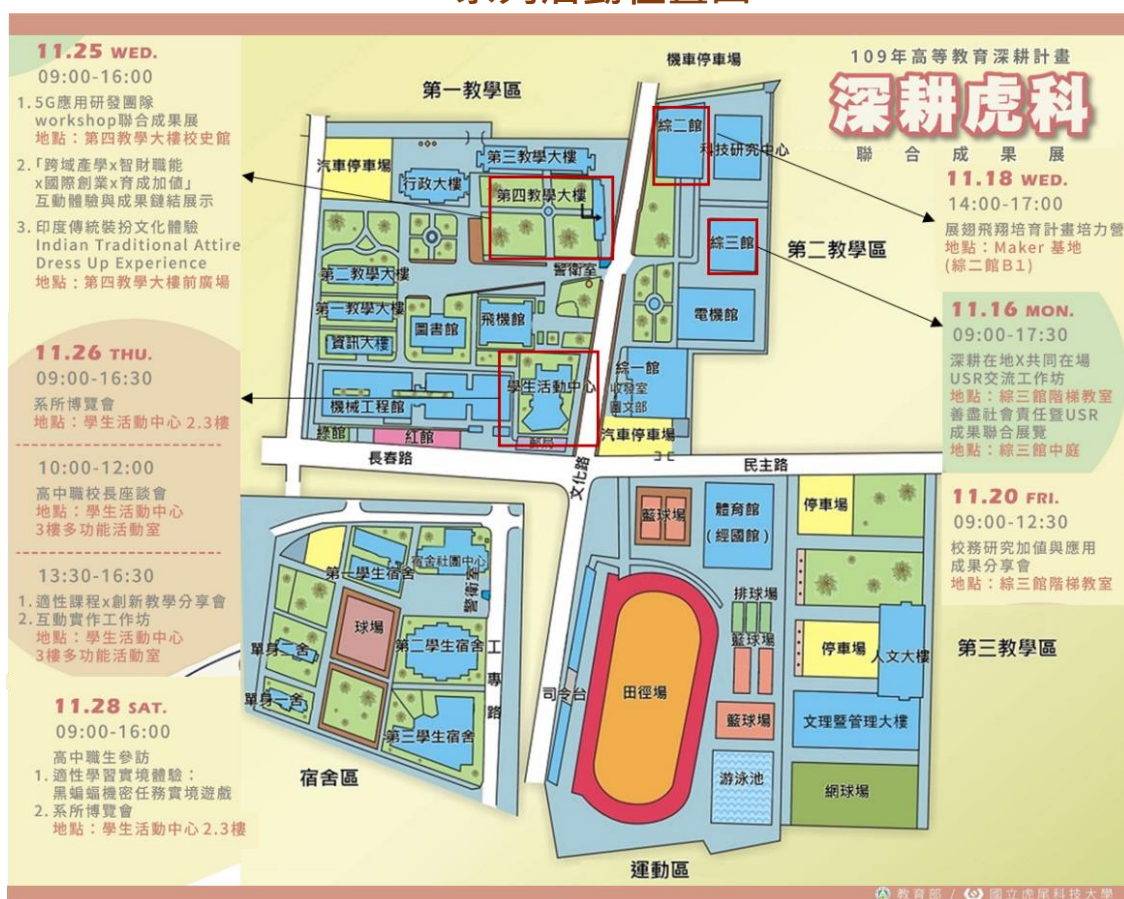 系列活動位置圖
109年高等教育深耕計畫
深耕虎科
聯合成果展
11.25 WED.
09:00-16:00
1. 5G應用研發團隊
workshop聯合成果展
地點：第四教學大樓校史館
2.「跨域產學x智財職能
x國際創業x育成加值」
互動體驗與成果鏈結展示
3. 印度傳統裝扮文化體驗
Indian Traditional Attire
Dress Up Experience
地點：第四教學大樓前廣場
11.26 THU.
09:00-16:30
系所博覽會
地點：學生活動中心2.3樓
10:00-12:00
高中職校長座談會
地點：學生活動中心
3樓多功能活動室
13:30-16:30
1. 適性課程x創新教學分享會
2. 互動實作工作坊
地點：學生活動中心
3樓多功能活動室
11.28 SAT.
09:00-16:00
高中職生參訪
1. 適性學習實境體驗：
黑蝙蝠機密任務實境遊戲
2. 系所博覽會
地點：學生活動中心2.3樓
11.18 WED.
14:00-17:00
展翅飛翔培育計畫培力營
地點：Maker 基地
(綜二館B1)
11.16 MON.
09:00-17:30
深耕在地X共同在場
USR交流工作坊
地點：綜三館階梯教室
善盡社會責任暨USR
成果聯合展覽
地點：綜三館中庭
11.20 FRI.
09:00-12:30
校務研究加值與應用
成果分享會
地點：綜三館階梯教室
機車停車場
第一教學區
綜二館
科技研究中心
汽車停車場
第三教學大樓
行政大樓
第四教學大樓
綜三館
第二教學區
警衛室
第二教學大樓
第一教學大樓
圖書館
飛機館
電機館
資訊大樓
學生活動中心
綜一館
收發室
圖文部
機械工程館
綠館
紅館
郵局
汽車停車場
長春路
文化路
民主路
籃球場
體育館
(經國館)
停車場
宿舍社團中心
第一學生宿舍
警衛室
球場
排球場
籃球場
單身二舍
第二學生宿舍
工專路
停車場
人文大樓
第三教學區
單身一舍
司令台
田徑場
籃球場
文理暨管理大樓
第三學生宿舍
宿舍區
游泳池
網球場
運動區
教育部 / 國立虎尾科技大學